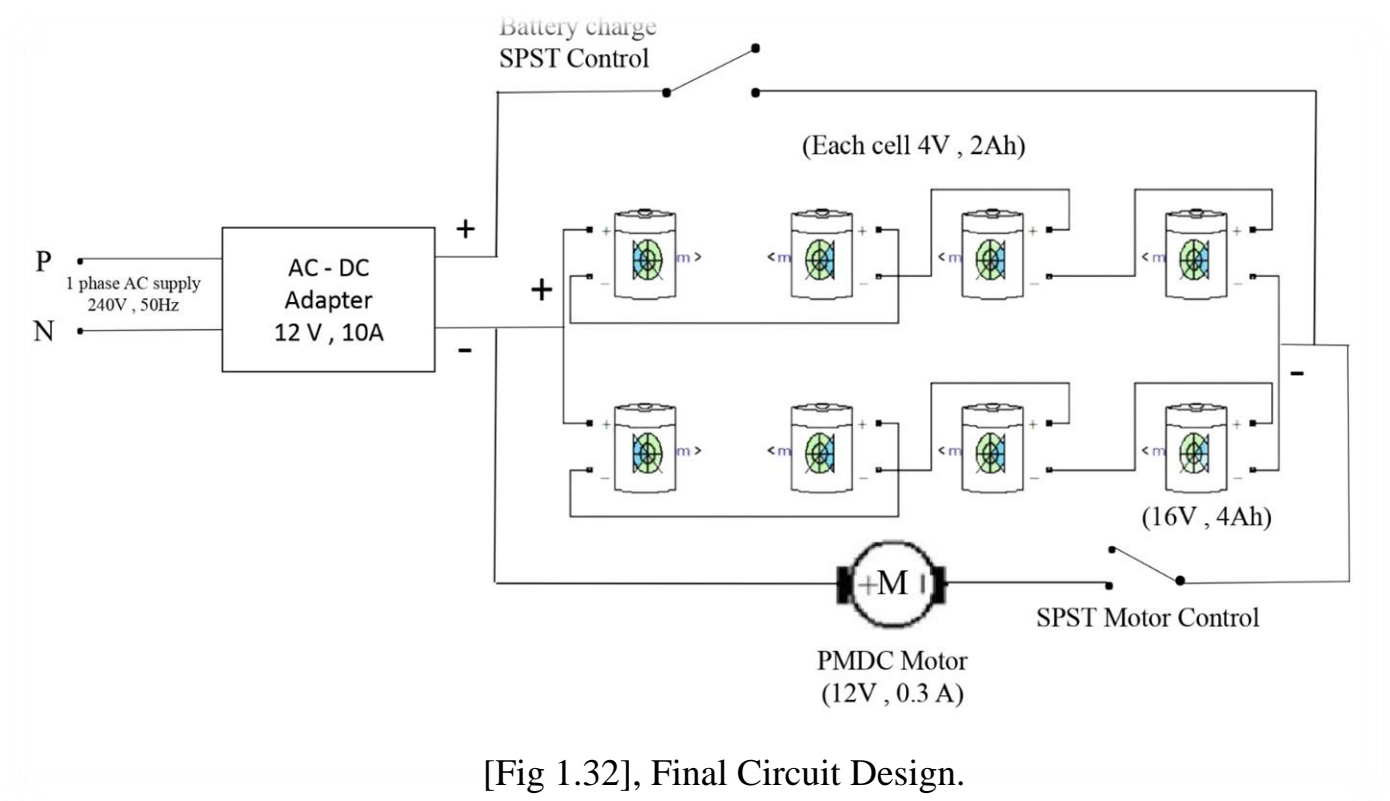 Battery charge
SPST Control
(Each cell 4V , 2Ah)
+
P
1 phase AC supply
240V , 50Hz
N
AC - DC
Adapter
12 V , 10A
-
+
+ m > <m + <m + <m +
- - - -
-
+ m > <m + <m + <m +
- - - -
(16V , 4Ah)
+M I
SPST Motor Control
PMDC Motor
(12V , 0.3 A)
[Fig 1.32], Final Circuit Design.